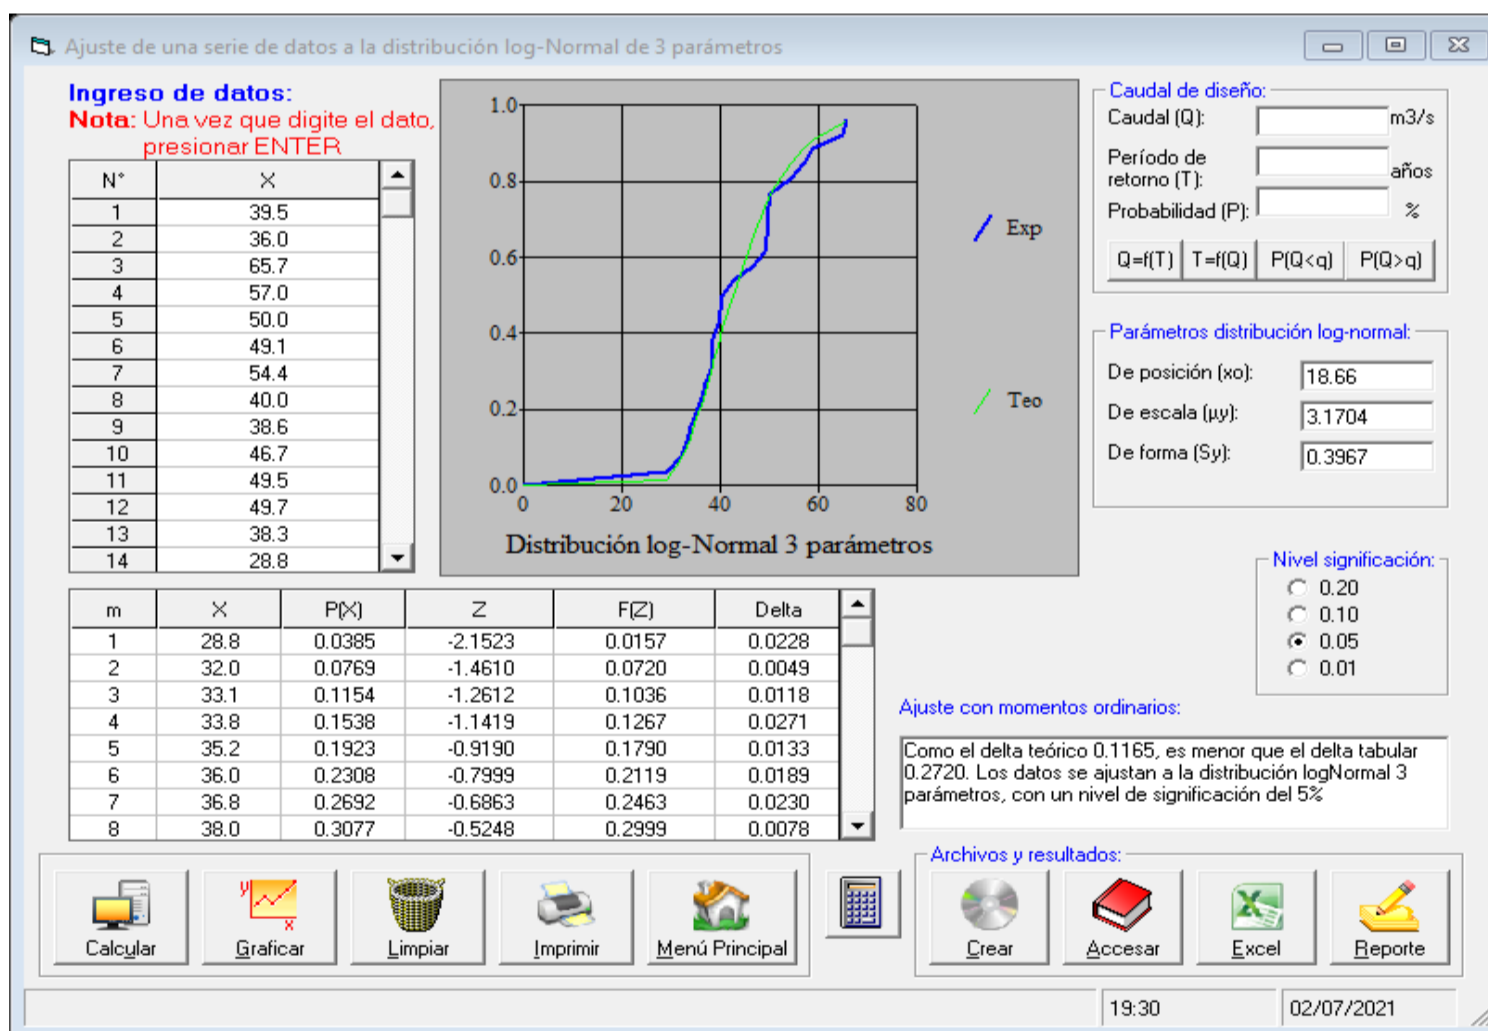 Ajuste de una serie de datos a la distribución log-Normal de 3 parámetros
Ingreso de datos:
Nota: Una vez que digite el dato,
presionar ENTER
N° X
1 39.5
2 36.0
3 65.7
4 57.0
5 50.0
6 49.1
7 54.4
8 40.0
9 38.6
10 46.7
11 49.5
12 49.7
13 38.3
14 28.8
1.0
0.8
0.6
0.4
0.2
0.0
0 20 40 60 80
Distribución log-Normal 3 parámetros
Exp
Teo
Caudal de diseño:
Caudal (Q): m3/s
Período de
retorno (T): años
Probabilidad (P): %
Q=f(T) T=f(Q) P(Q<q) P(Q>q)
Parámetros distribución log-normal:
De posición (xo): 18.66
De escala (µy): 3.1704
De forma (Sy): 0.3967
Nivel significación:
0.20
0.10
0.05
0.01
m X P(X) Z F(Z) Delta
1 28.8 0.0385 -2.1523 0.0157 0.0228
2 32.0 0.0769 -1.4610 0.0720 0.0049
3 33.1 0.1154 -1.2612 0.1036 0.0118
4 33.8 0.1538 -1.1419 0.1267 0.0271
5 35.2 0.1923 -0.9190 0.1790 0.0133
6 36.0 0.2308 -0.7999 0.2119 0.0189
7 36.8 0.2692 -0.6863 0.2463 0.0230
8 38.0 0.3077 -0.5248 0.2999 0.0078
Ajuste con momentos ordinarios:
Como el delta teórico 0.1165, es menor que el delta tabular
0.2720. Los datos se ajustan a la distribución logNormal 3
parámetros, con un nivel de significación del 5%
Calcular Graficar Limpiar Imprimir Menú Principal
Archivos y resultados:
Crear Accesar Excel Reporte
19:30 02/07/2021